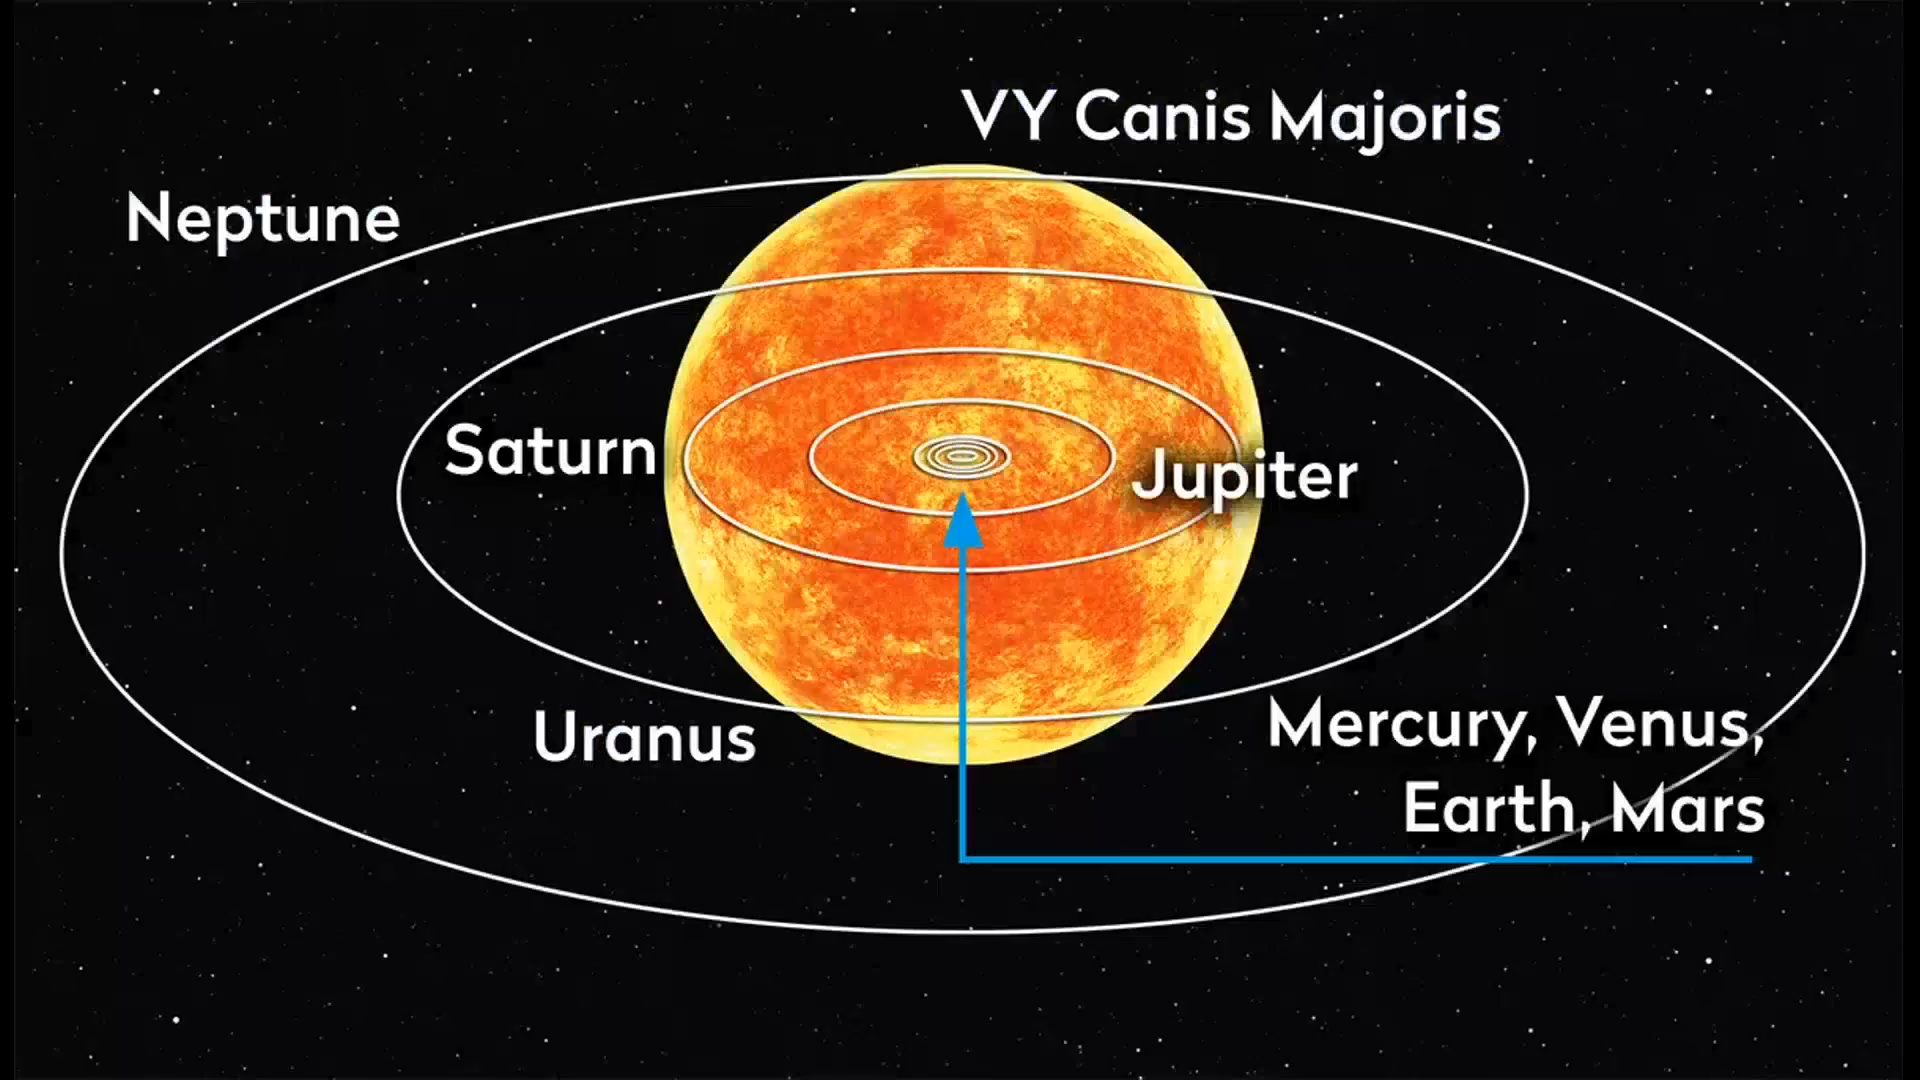 VY Canis Majoris
Neptune
Saturn
Jupiter
Uranus
Mercury, Venus,
Earth, Mars